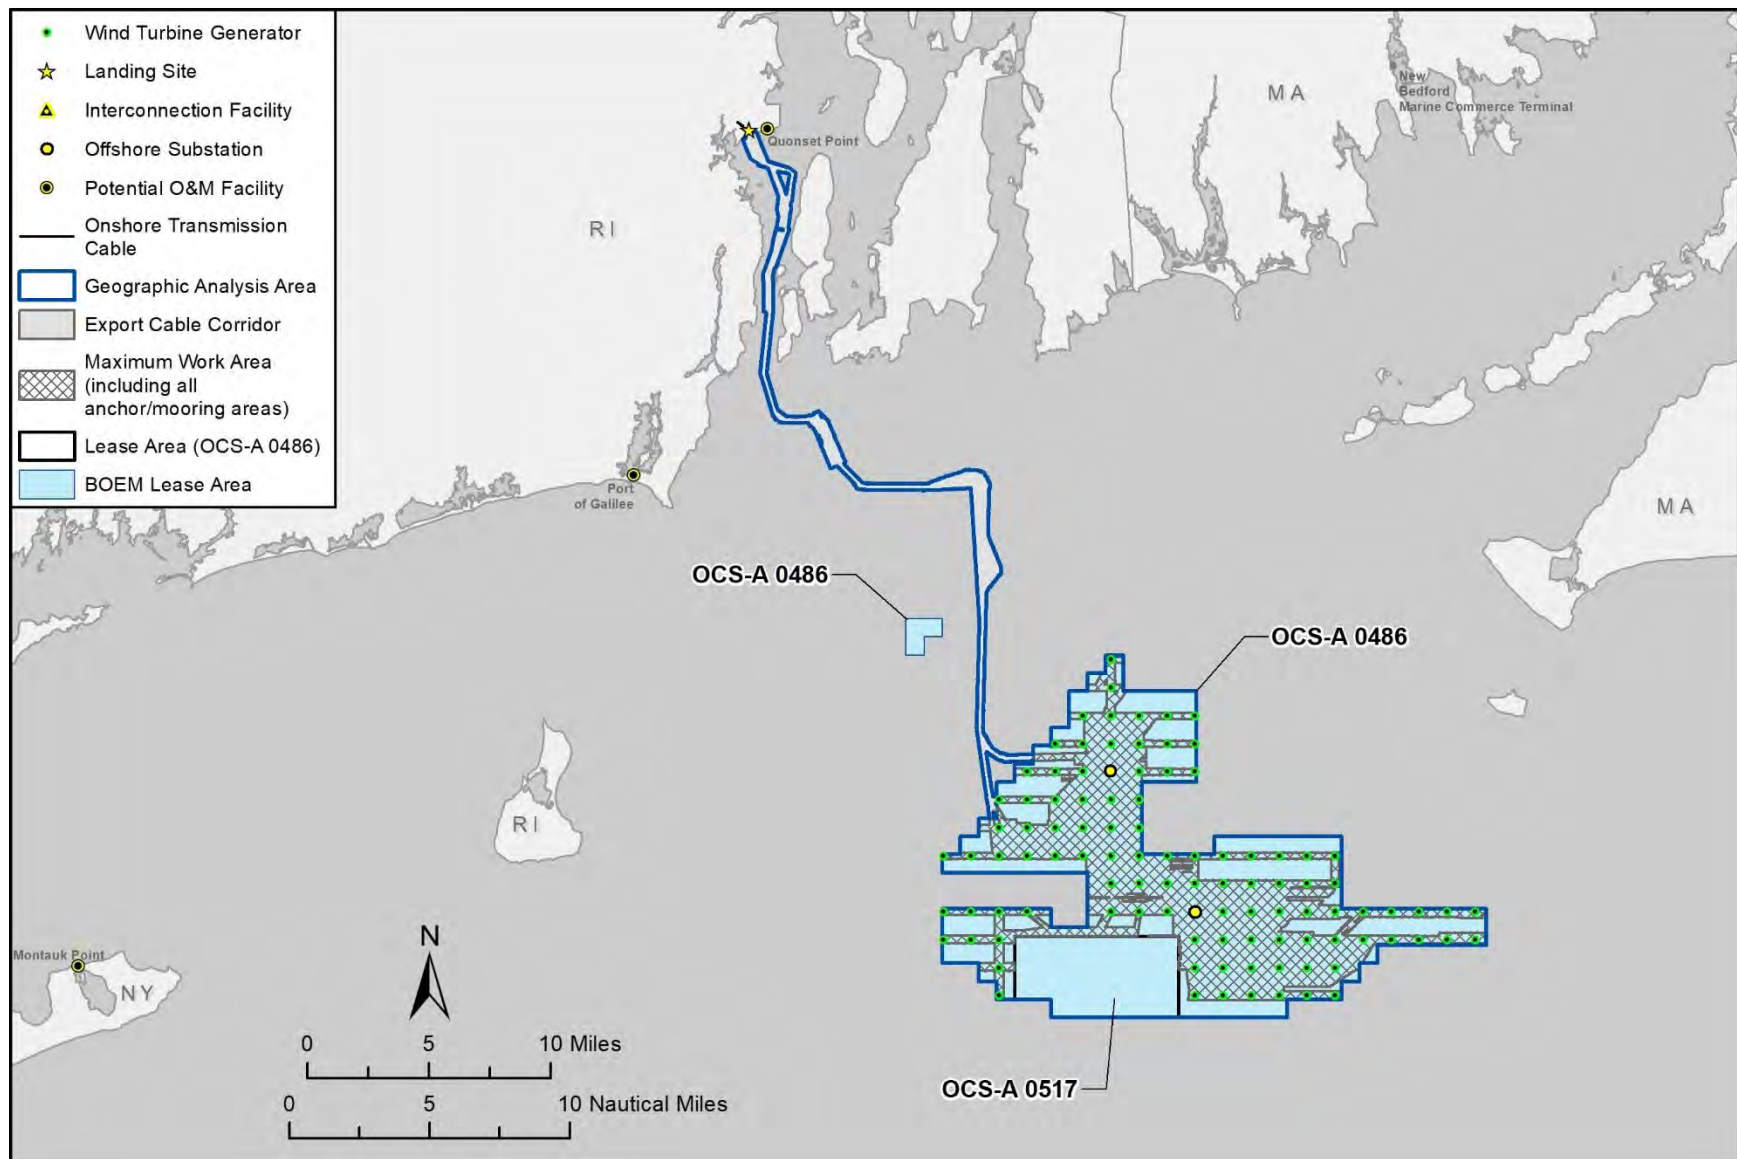 Wind Turbine Generator
Landing Site
Interconnection Facility
Offshore Substation
Potential O&M Facility
Onshore Transmission
Cable
Geographic Analysis Area
Export Cable Corridor
Maximum Work Area
(including all
anchor/mooring areas)
Lease Area (OCS-A 0486)
BOEM Lease Area
MA
New
Bedford
Marine Commerce Terminal
Quonset Point
RI
Port
of Galilee
MA
OCS-A 0486
OCS-A 0486
RI
Montauk Point
NY
N
0 5 10 Miles
0 5 10 Nautical Miles
OCS-A 0517